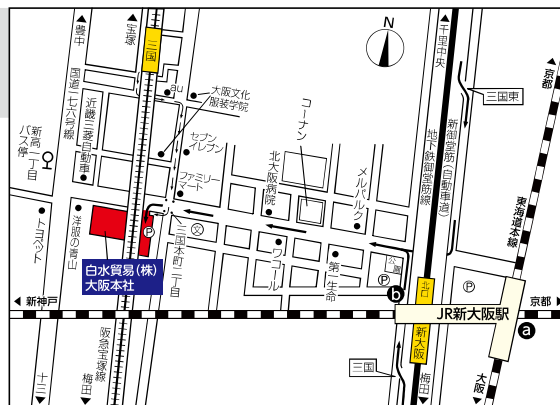 豊中
宝塚
三国
N
千里中央
京都
国道一七六号線
近畿三菱自動車
au
大阪文化
服装学院
コーナン
三国東
新御堂筋(自動車道)
地下鉄御堂筋線
新高一丁目
バス停
セブン
イレブン
ファミリー
マート
北大阪病院
メルパルク
東海道本線
トヨペット
洋服の青山
P
三国本町二丁目
文
ワコール
第一生命
公園
P
P
白水貿易(株)
大阪本社
b
北口
新神戸
JR新大阪駅
京都
新大阪
a
阪急宝塚線
三国
十三
梅田
梅田
大阪